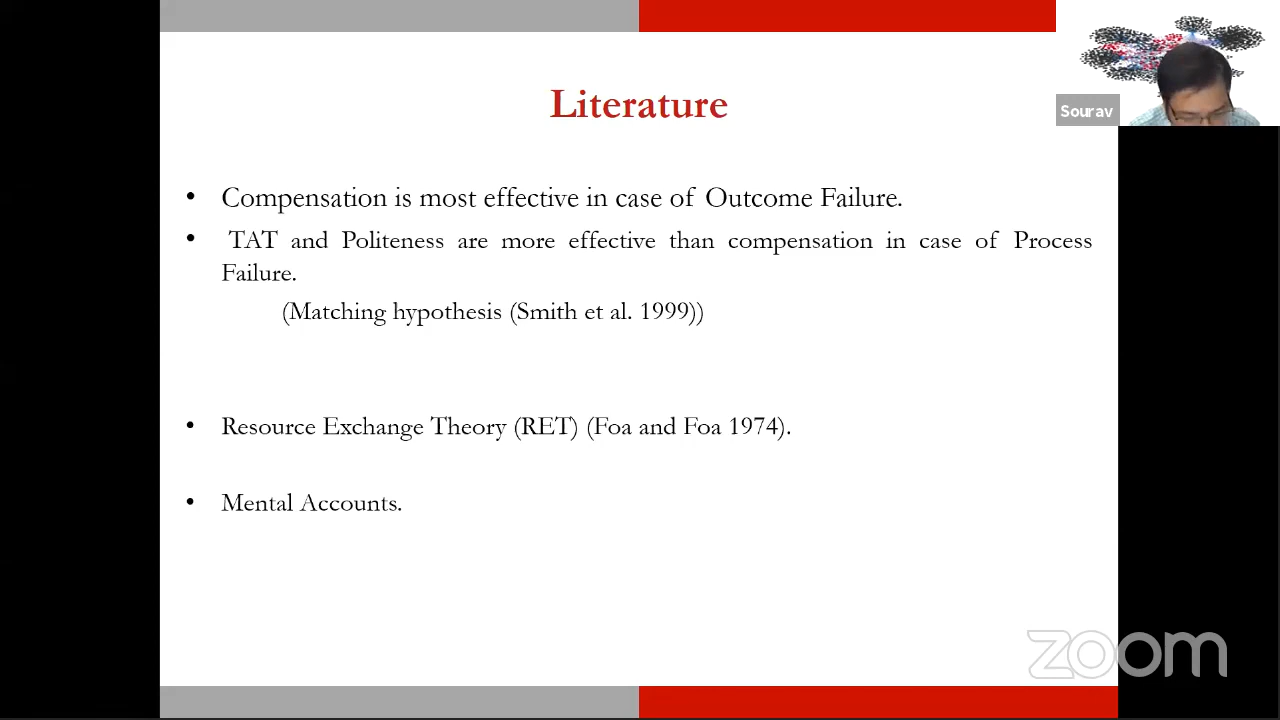 Literature
Sourav
• Compensation is most effective in case of Outcome Failure.
• TAT and Politeness are more effective than compensation in case of Process
Failure.
(Matching hypothesis (Smith et al. 1999))
• Resource Exchange Theory (RET) (Foa and Foa 1974).
• Mental Accounts.
zoom